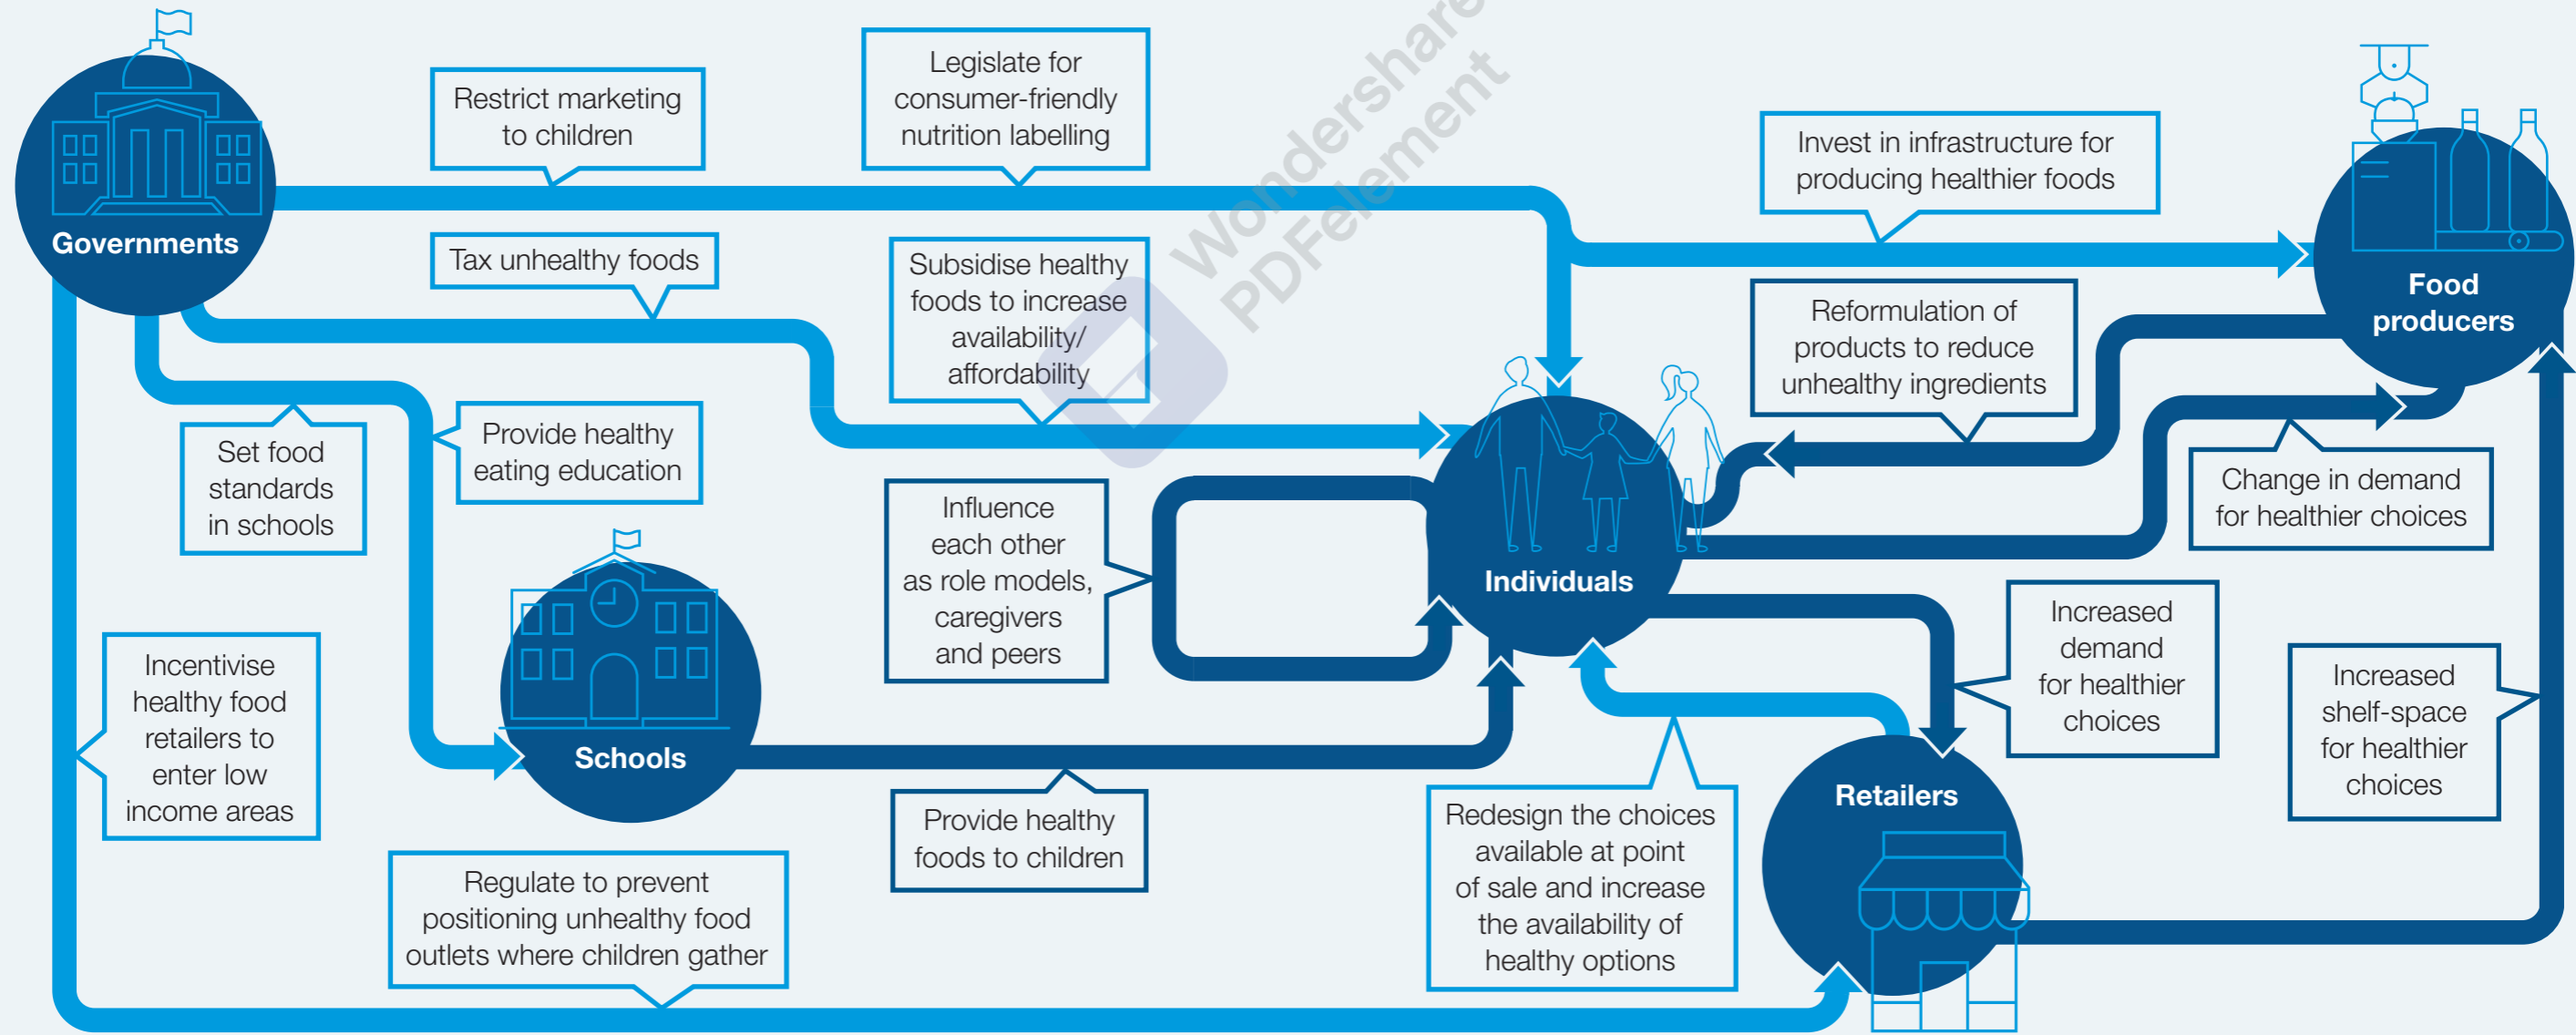 Governments
Restrict marketing
to children
Legislate for
consumer-friendly
nutrition labelling
Wondershare
PDFelement
Invest in infrastructure for
producing healthier foods
Food
producers
Tax unhealthy foods
Subsidise healthy
foods to increase
availability/
affordability
Reformulation of
products to reduce
unhealthy ingredients
Set food
standards
in schools
Provide healthy
eating education
Change in demand
for healthier choices
Influence
each other
as role models,
caregivers
and peers
Individuals
Incentivise
healthy food
retailers to
enter low
income areas
Schools
Increased
demand
for healthier
choices
Increased
shelf-space
for healthier
choices
Provide healthy
foods to children
Redesign the choices
available at point
of sale and increase
the availability of
healthy options
Retailers
Regulate to prevent
positioning unhealthy food
outlets where children gather